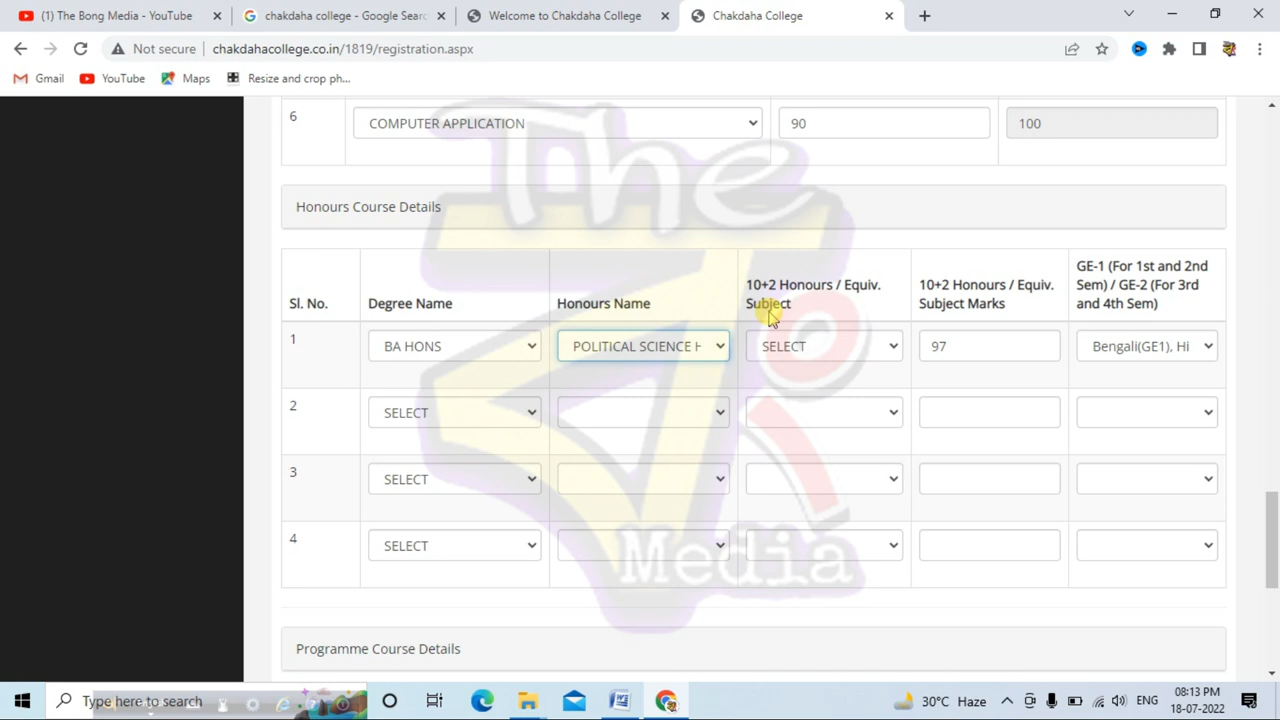 (1) The Bong Media - YouTube
chakdaha college - Google Searc
Welcome to Chakdaha College
Chakdaha College
Not secure
chakdahacollege.co.in/1819/registration.aspx
Gmail
YouTube
Maps
Resize and crop ph...
6
COMPUTER APPLICATION
90
100
Honours Course Details
Sl. No.
Degree Name
Honours Name
10+2 Honours / Equiv.
Subject
10+2 Honours / Equiv.
Subject Marks
GE-1 (For 1st and 2nd
Sem) / GE-2 (For 3rd
and 4th Sem)
1
BA HONS
POLITICAL SCIENCE H
SELECT
97
Bengali(GE1), Hi
2
SELECT
3
SELECT
4
SELECT
Programme Course Details
The
Media
Type here to search
30°C Haze
ENG
08:13 PM
18-07-2022